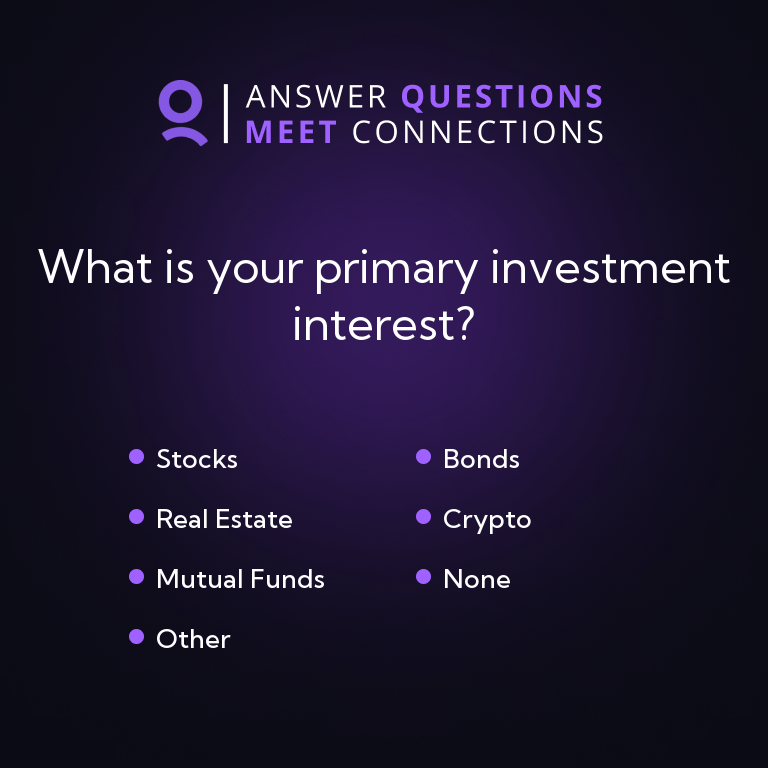 ANSWER QUESTIONS
MEET CONNECTIONS
What is your primary investment
interest?
Stocks
Bonds
Real Estate
Crypto
Mutual Funds
None
Other